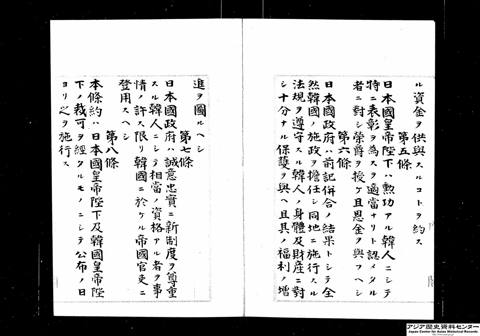 ル資金ヲ供與スルコトヲ約ス
第五條
日本國皇帝陛下ハ勲功アル韓人ニシテ
特ニ表彰ヲ為スヲ適當ナリト認メタル
者ニ對シ榮爵ヲ授ケ且恩金ヲ與フヘシ
第六條
日本國政府ハ前記併合ノ結果トシテ全
然韓國ノ施政ヲ擔任シ同地ニ施行スル
法規ヲ遵守スル韓人ノ身體及財産ニ對
シ十分ナル保護ヲ與ヘ且其ノ福利ノ増
進ヲ圖ルヘシ
第七條
日本國政府ハ誠意忠實ニ新制度ヲ尊重
スル韓人ニシテ相當ノ資格アル者ヲ事
情ノ許ス限リ韓國ニ於ケル帝國官吏ニ
登用スヘシ
第八條
本條約ハ日本國皇帝陛下及韓國皇帝陛
下ノ裁可ヲ經タルモノニシテ公布ノ日
ヨリ之ヲ施行ス
アジア歴史資料センター
Japan Center for Asian Historical Records